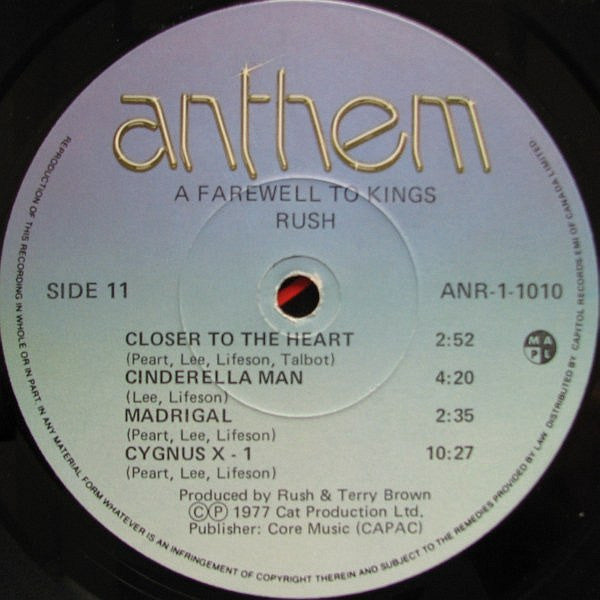 anthem
A FAREWELL TO KINGS
RUSH
SIDE 11
ANR-1-1010
CLOSER TO THE HEART 2:52
(Peart, Lee, Lifeson, Talbot)
CINDERELLA MAN 4:20
(Lee, Lifeson)
MADRIGAL 2:35
(Peart, Lee, Lifeson)
CYGNUS X - 1 10:27
(Peart, Lee, Lifeson)
MAPL
Produced by Rush & Terry Brown
©℗ 1977 Cat Production Ltd.
Publisher: Core Music (CAPAC)
REPRODUCTION OF THIS RECORDING IN WHOLE OR IN PART, IN ANY MATERIAL FORM WHATEVER IS AN INFRINGEMENT OF COPYRIGHT THEREIN AND SUBJECT TO THE REMEDIES PROVIDED BY LAW DISTRIBUTED BY CAPITOL RECORDS-EMI OF CANADA LIMITED.